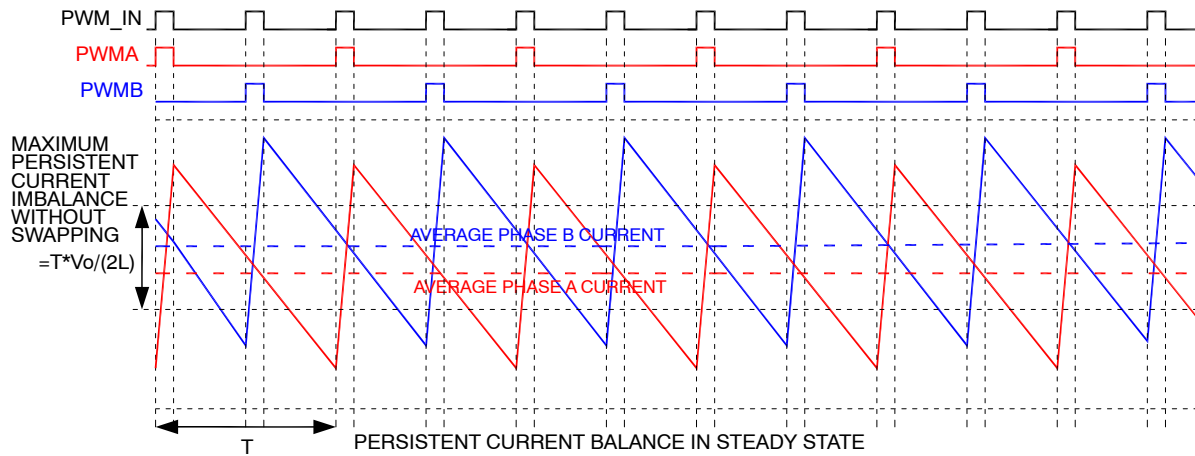 PWM_IN
PWMA
PWMB
MAXIMUM
PERSISTENT
CURRENT
IMBALANCE
WITHOUT
SWAPPING
=T*Vo/(2L)
AVERAGE PHASE B CURRENT
AVERAGE PHASE A CURRENT
T
PERSISTENT CURRENT BALANCE IN STEADY STATE